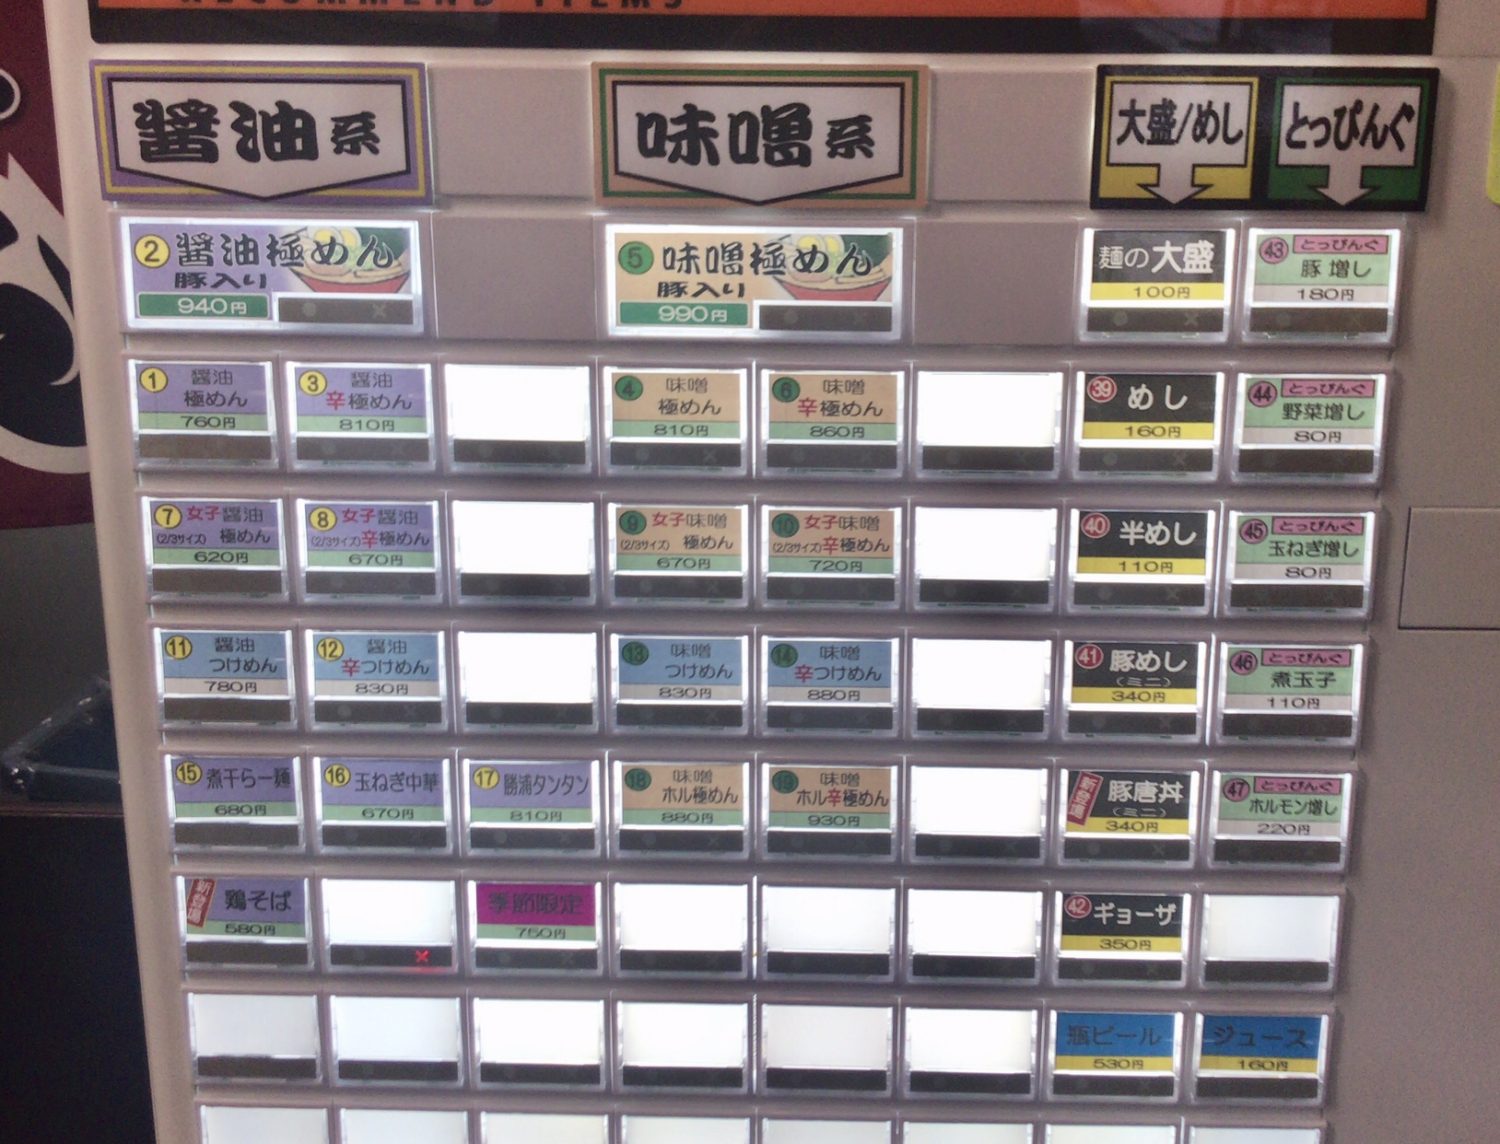 RECOMMEND ITEMS
醤油系
味噌系
大盛/めし
とっぴんぐ
② 醤油極めん
豚入り
940円
⑤ 味噌極めん
豚入り
990円
麺の大盛
100円
㊸ とっぴんぐ
豚増し
180円
① 醤油
極めん
760円
③ 醤油
辛極めん
810円
④ 味噌
極めん
810円
⑥ 味噌
辛極めん
860円
㊴ めし
160円
㊹ とっぴんぐ
野菜増し
80円
⑦ 女子醤油
(2/3サイズ) 極めん
620円
⑧ 女子醤油
(2/3サイズ) 辛極めん
670円
⑨ 女子味噌
(2/3サイズ) 極めん
670円
⑩ 女子味噌
(2/3サイズ) 辛極めん
720円
㊵ 半めし
110円
㊺ とっぴんぐ
玉ねぎ増し
80円
⑪ 醤油
つけめん
780円
⑫ 醤油
辛つけめん
830円
⑬ 味噌
つけめん
830円
⑭ 味噌
辛つけめん
880円
㊶ 豚めし
(ミニ)
340円
㊻ とっぴんぐ
煮玉子
110円
⑮ 煮干らー麺
680円
⑯ 玉ねぎ中華
670円
⑰ 勝浦タンタン
810円
⑱ 味噌
ホル極めん
880円
⑲ 味噌
ホル辛極めん
930円
新登場 豚唐丼
(ミニ)
340円
㊼ とっぴんぐ
ホルモン増し
220円
新登場 鶏そば
580円
季節限定
750円
㊷ ギョーザ
350円
瓶ビール
530円
ジュース
160円